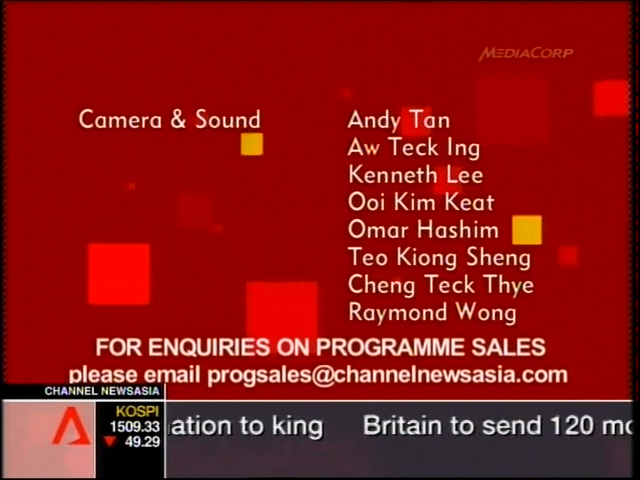 MEDIACORP
Camera & Sound
Andy Tan
Aw Teck Ing
Kenneth Lee
Ooi Kim Keat
Omar Hashim
Teo Kiong Sheng
Cheng Teck Thye
Raymond Wong
FOR ENQUIRIES ON PROGRAMME SALES
please email progsales@channelnewsasia.com
CHANNEL NEWSASIA
KOSPI
1509.33
▼ 49.29
ation to king Britain to send 120